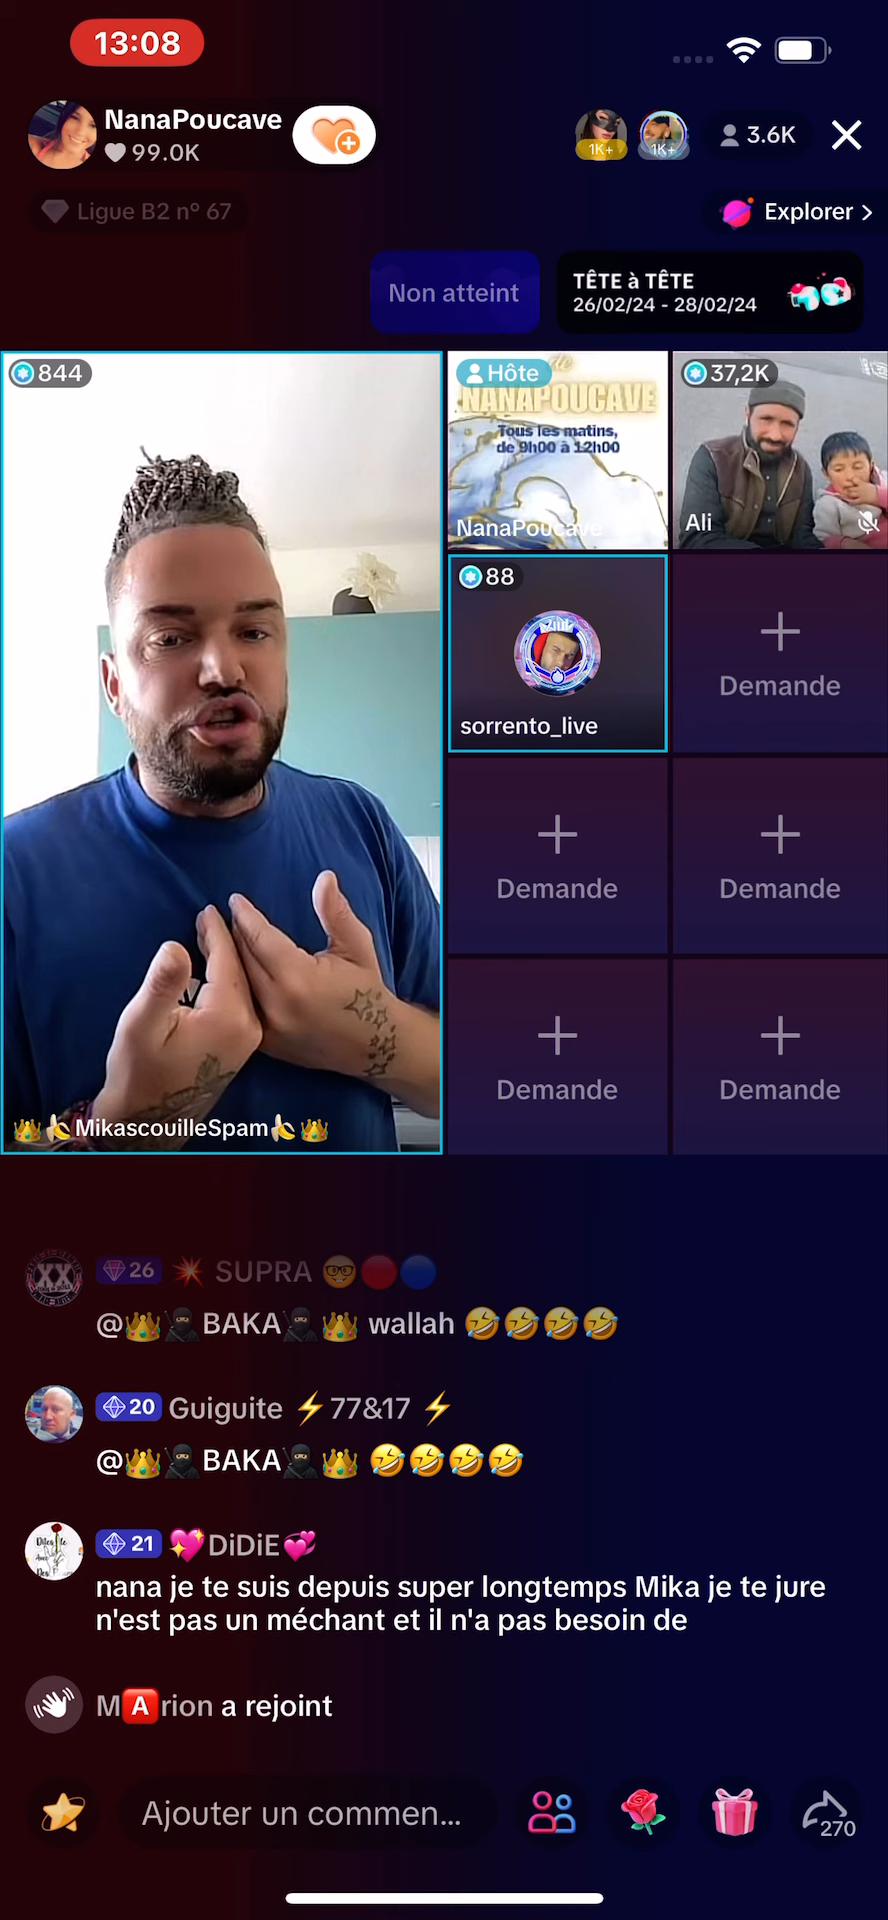 13:08
NanaPoucave
99.0K
1K+
1K+
3.6K
Ligue B2 nº 67
Explorer >
Non atteint
TÊTE à TÊTE
26/02/24 - 28/02/24
844
Hôte
de
NANAPOUCAVE
Tous les matins,
de 9h00 à 12h00
NanaPoucave
37,2K
Ali
88
sorrento_live
Demande
Demande
Demande
Demande
Demande
👑🍌MikascouilleSpam🍌👑
XX
26 💥 SUPRA 🤓🔴🔵
@👑🥷BAKA🥷👑 wallah 🤣🤣🤣🤣
20 Guiguite ⚡77&17 ⚡
@👑🥷BAKA🥷👑 🤣🤣🤣🤣
21 💖DiDiE💞
nana je te suis depuis super longtemps Mika je te jure
n'est pas un méchant et il n'a pas besoin de
M🅰rion a rejoint
Ajouter un commen...
270